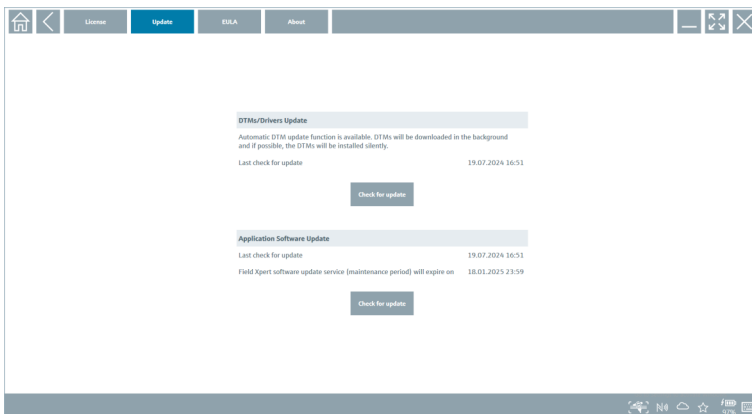 License
Update
EULA
About
DTMs/Drivers Update
Automatic DTM update function is available. DTMs will be downloaded in the background
and if possible, the DTMs will be installed silently.
Last check for update 19.07.2024 16:51
Check for update
Application Software Update
Last check for update 19.07.2024 16:51
Field Xpert software update service (maintenance period) will expire on 18.01.2025 23:59
Check for update
97%